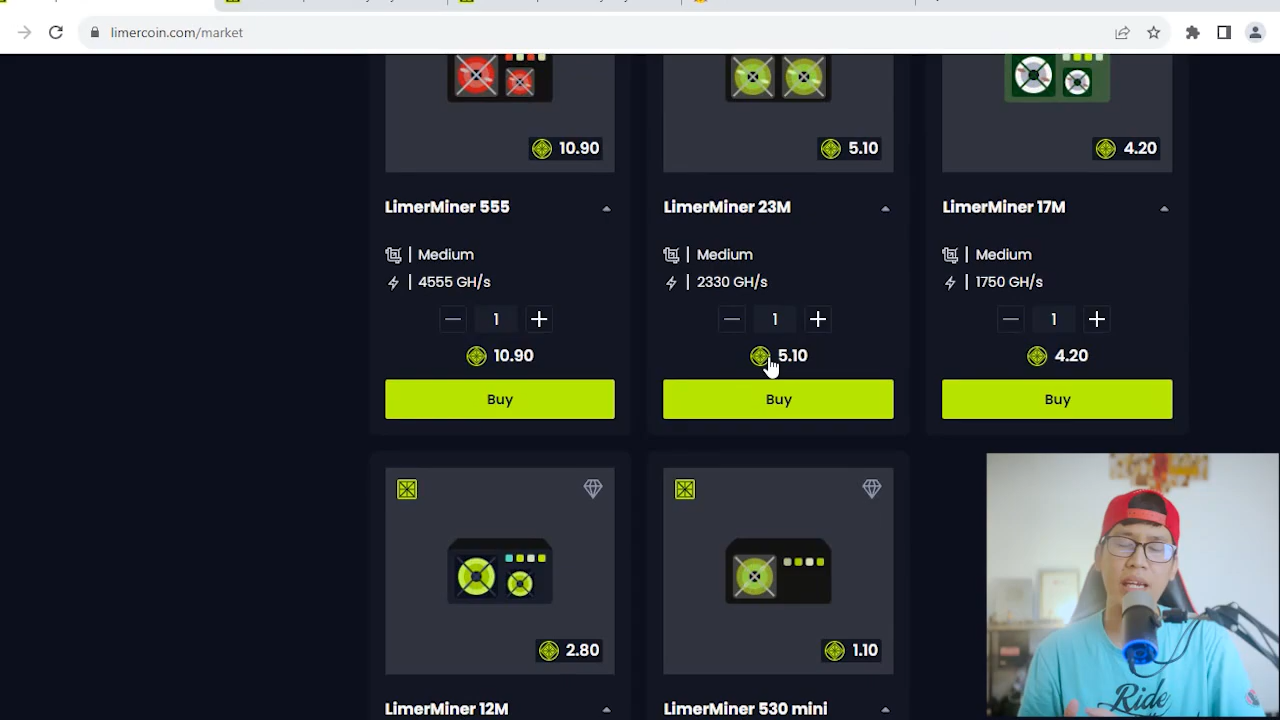 limercoin.com/market
10.90
5.10
4.20
LimerMiner 555
LimerMiner 23M
LimerMiner 17M
Medium
Medium
Medium
4555 GH/s
2330 GH/s
1750 GH/s
1
1
1
10.90
5.10
4.20
Buy
Buy
Buy
2.80
1.10
LimerMiner 12M
LimerMiner 530 mini
Ride